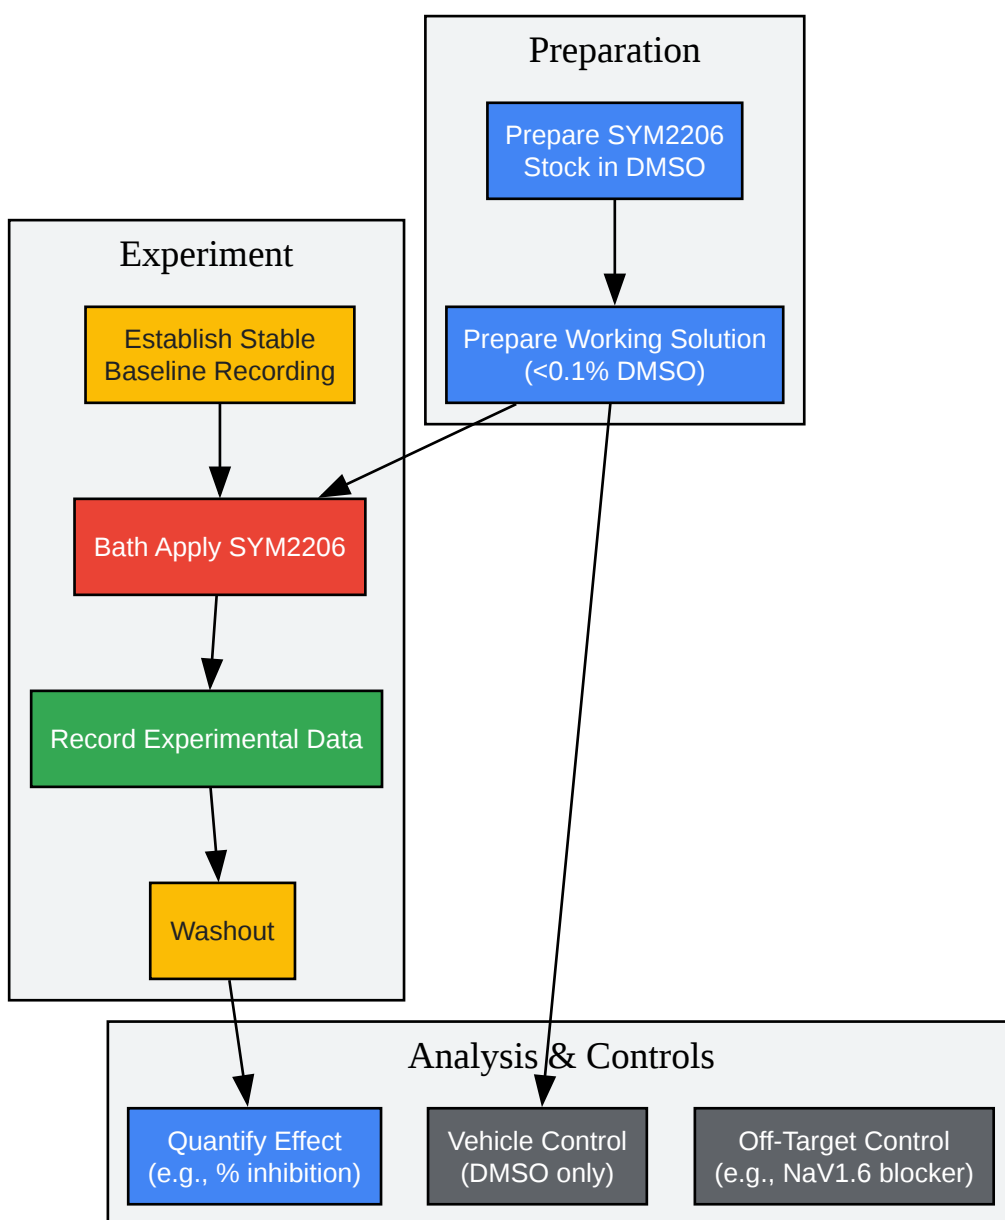 Preparation
Prepare SYM2206
Stock in DMSO
Prepare Working Solution
(<0.1% DMSO)
Experiment
Establish Stable
Baseline Recording
Bath Apply SYM2206
Record Experimental Data
Washout
Analysis & Controls
Quantify Effect
(e.g., % inhibition)
Vehicle Control
(DMSO only)
Off-Target Control
(e.g., NaV1.6 blocker)